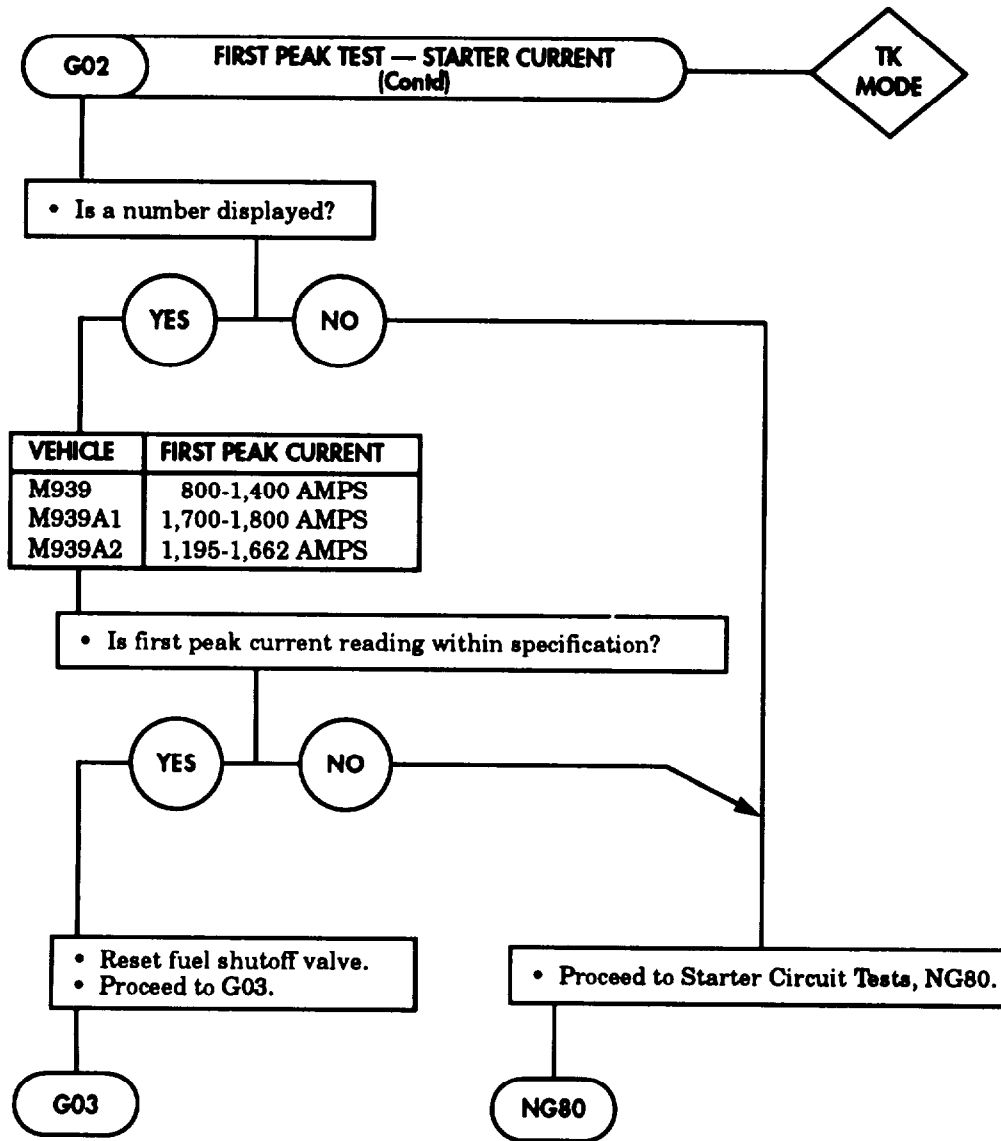 G02
FIRST PEAK TEST — STARTER CURRENT
(Contd)
TK
MODE
• Is a number displayed?
YES
NO
VEHICLE FIRST PEAK CURRENT
M939 800-1,400 AMPS
M939A1 1,700-1,800 AMPS
M939A2 1,195-1,662 AMPS
• Is first peak current reading within specification?
YES
NO
• Reset fuel shutoff valve.
• Proceed to G03.
• Proceed to Starter Circuit Tests, NG80.
G03
NG80